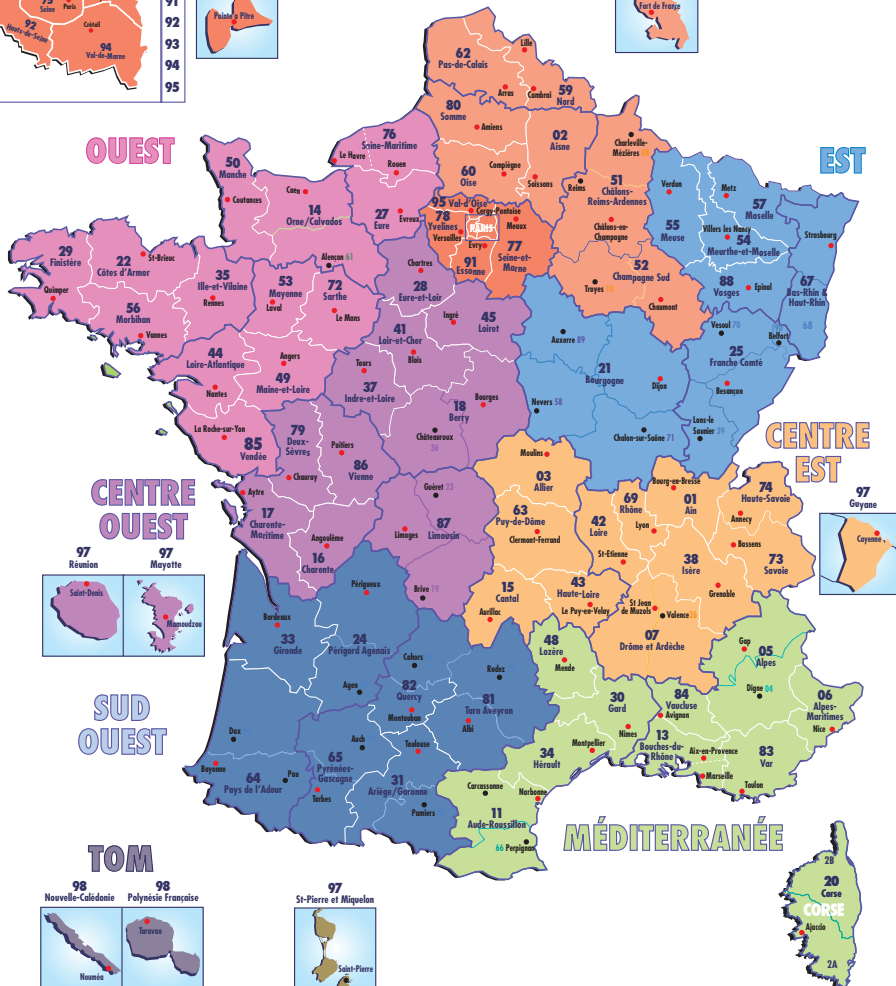 95
Seine
Paris
92
Hauts-de-Seine
Créteil
94
Val-de-Marne
91
92
93
94
95
Pointe à Pitre
Fort de France
OUEST
EST
62
Pas-de-Calais
Lille
Arras
Cambrai
59
Nord
80
Somme
Amiens
02
Aisne
60
Oise
Compiègne
Soissons
Charleville-
Mézières
51
Châlons-
Reims-Ardennes
Reims
Châlons-en-
Champagne
52
Champagne Sud
Troyes
Chaumont
76
Seine-Maritime
Le Havre
Rouen
50
Manche
Coutances
Caen
14
Orne/Calvados
Alençon 61
27
Eure
Evreux
95 Val d'Oise
Cergy-Pontoise
78
Yvelines
Versailles
PARIS
Meaux
Evry
91
Essonne
77
Seine-et-
Marne
Verdun
Metz
57
Moselle
55
Meuse
Villers les Nancy
54
Meurthe-et-Moselle
Strasbourg
88
Vosges
Epinal
67
Bas-Rhin &
Haut-Rhin
68
29
Finistère
Quimper
22
Côtes d'Armor
St-Brieuc
56
Morbihan
Vannes
35
Ille-et-Vilaine
Rennes
53
Mayenne
Laval
72
Sarthe
Le Mans
44
Loire-Atlantique
Nantes
Angers
49
Maine-et-Loire
La Roche-sur-Yon
85
Vendée
Chartres
28
Eure-et-Loir
41
Loir-et-Cher
Blois
Ingré
45
Loiret
Tours
37
Indre-et-Loire
18
Berry
Bourges
Châteauroux
36
79
Deux-
Sèvres
Chauray
Poitiers
86
Vienne
Auxerre 89
21
Bourgogne
Dijon
Nevers 58
Chalon-sur-Saône 71
Vesoul 70
Belfort
25
Franche Comté
Besançon
Lons-le
Saunier 39
CENTRE
OUEST
CENTRE
EST
Aytre
17
Charente-
Maritime
Angoulême
16
Charente
Guéret 23
87
Limousin
Limoges
Brive 19
Moulins
03
Allier
63
Puy-de-Dôme
Clermont-Ferrand
15
Cantal
Aurillac
42
Loire
St-Etienne
43
Haute-Loire
Le Puy-en-Velay
69
Rhône
Lyon
Bourg-en-Bresse
01
Ain
74
Haute-Savoie
Annecy
Bassens
73
Savoie
38
Isère
Grenoble
St Jean
de Muzols
Valence 26
07
Drôme et Ardèche
97
Guyane
Cayenne
97
Réunion
Saint-Denis
97
Mayotte
Mamoudzou
SUD
OUEST
Bordeaux
33
Gironde
Périgueux
24
Périgord Agenais
Agen
Cahors
82
Quercy
Montauban
Rodez
81
Tarn Aveyron
Albi
Dax
Bayonne
64
Pays de l'Adour
Pau
65
Pyrénées-
Gascogne
Tarbes
Auch
Toulouse
31
Ariége/Garonne
Pamiers
48
Lozère
Mende
30
Gard
Nimes
34
Hérault
Montpellier
Carcassonne
Narbonne
11
Aude-Roussillon
66 Perpignan
84
Vaucluse
Avignon
13
Bouches-du-
Rhône
Aix-en-Provence
Marseille
Toulon
83
Var
Gap
05
Alpes
Digne 04
06
Alpes-
Maritimes
Nice
MÉDITERRANÉE
TOM
98
Nouvelle-Calédonie
Nouméa
98
Polynésie Française
Taravao
97
St-Pierre et Miquelon
Saint-Pierre
2B
20
Corse
CORSE
Ajaccio
2A